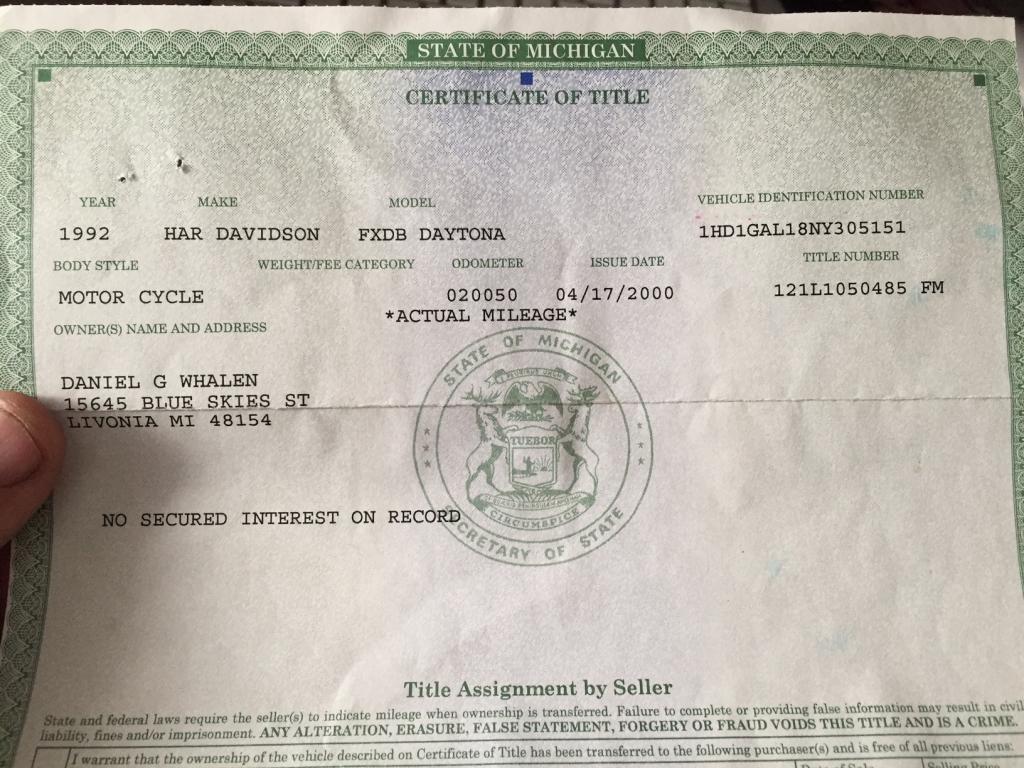 STATE OF MICHIGAN
CERTIFICATE OF TITLE
YEAR MAKE MODEL VEHICLE IDENTIFICATION NUMBER
1992 HAR DAVIDSON FXDB DAYTONA 1HD1GAL18NY305151
BODY STYLE WEIGHT/FEE CATEGORY ODOMETER ISSUE DATE TITLE NUMBER
MOTOR CYCLE 020050 04/17/2000 121L1050485 FM
*ACTUAL MILEAGE*
OWNER(S) NAME AND ADDRESS
DANIEL G WHALEN
15645 BLUE SKIES ST
LIVONIA MI 48154
STATE OF MICHIGAN
TUEBOR
CIRCUMSPICE
SECRETARY OF STATE
NO SECURED INTEREST ON RECORD
Title Assignment by Seller
State and federal laws require the seller(s) to indicate mileage when ownership is transferred. Failure to complete or providing false information may result in civil
liability, fines and/or imprisonment. ANY ALTERATION, ERASURE, FALSE STATEMENT, FORGERY OR FRAUD VOIDS THIS TITLE AND IS A CRIME.
I warrant that the ownership of the vehicle described on Certificate of Title has been transferred to the following purchaser(s) and is free of all previous liens:
Date of Sale Selling Price